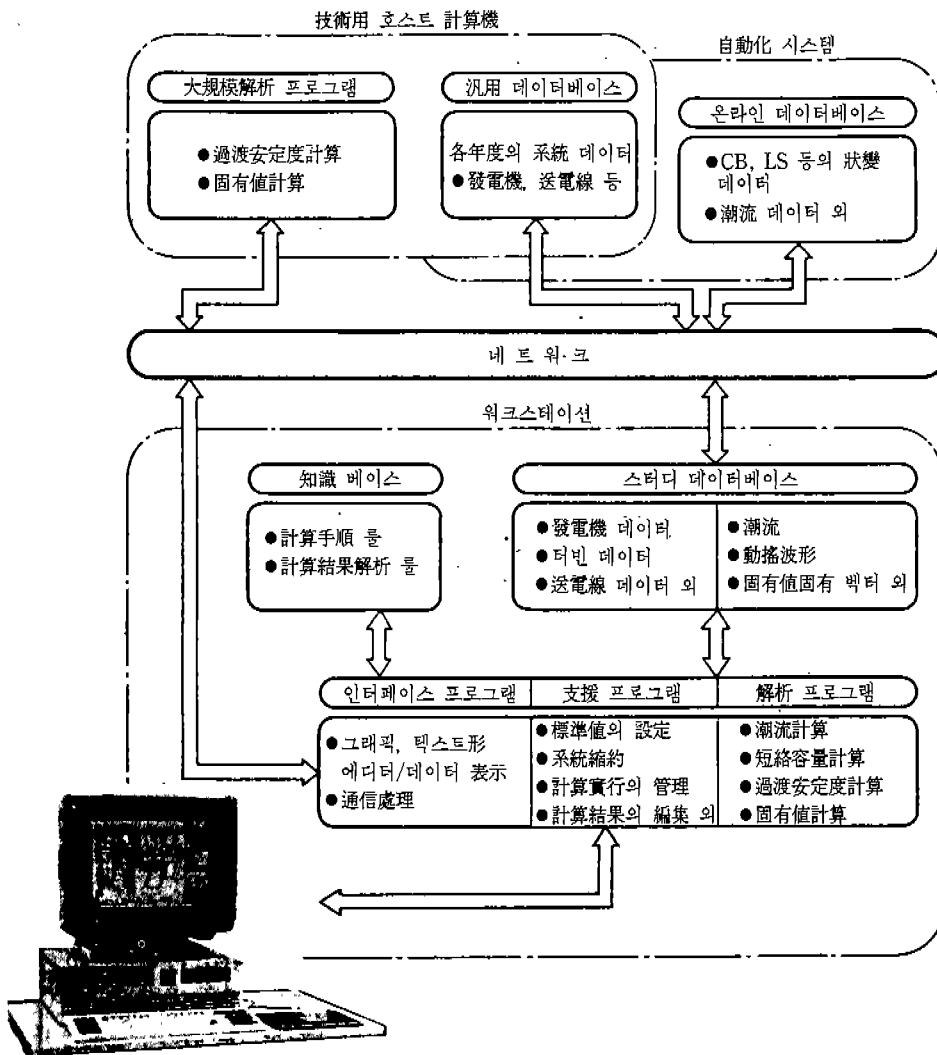 技術用 호스트 計算機
自動化 시스템
大規模解析 프로그램
●過渡安定度計算
●固有値計算
汎用 데이터베이스
各年度의 系統 데이터
●發電機, 送電線 등
온라인 데이터베이스
●CB, LS 등의 狀變
데이터
●潮流 데이터 외
네트워크
워크스테이션
知識 베이스
●計算手順 룰
●計算結果解析 룰
스터디 데이터베이스
●發電機 데이터
●터빈 데이터
●送電線 데이터 외
●潮流
●動搖波形
●固有値固有 벡터 외
인터페이스 프로그램
●그래픽, 텍스트形
에디터/데이터 表示
●通信處理
支援 프로그램
●標準値의 設定
●系統縮約
●計算實行의 管理
●計算結果의 編集 외
解析 프로그램
●潮流計算
●短絡容量計算
●過渡安定度計算
●固有値計算